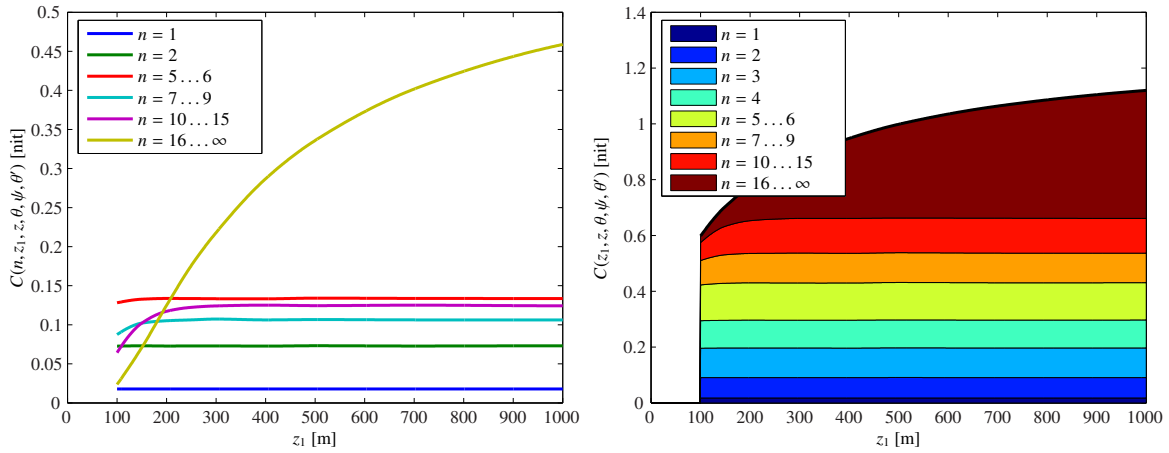 C(n, z₁, z, θ, ψ, θ′) [nit]
0.5
0.45
0.4
0.35
0.3
0.25
0.2
0.15
0.1
0.05
0
n = 1
n = 2
n = 5…6
n = 7…9
n = 10…15
n = 16…∞
0 100 200 300 400 500 600 700 800 900 1000
z₁ [m]
C(z₁, z, θ, ψ, θ′) [nit]
1.4
1.2
1
0.8
0.6
0.4
0.2
0
n = 1
n = 2
n = 3
n = 4
n = 5…6
n = 7…9
n = 10…15
n = 16…∞
0 100 200 300 400 500 600 700 800 900 1000
z₁ [m]